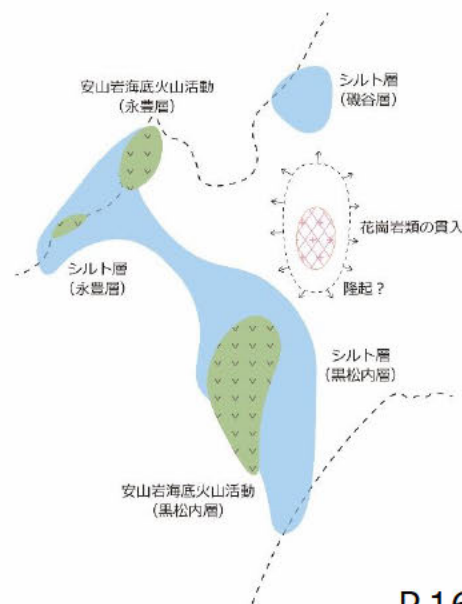 安山岩海底火山活動
(永豊層)
シルト層
(磯谷層)
花崗岩類の貫入
隆起?
シルト層
(永豊層)
シルト層
(黒松内層)
安山岩海底火山活動
(黒松内層)
P.16